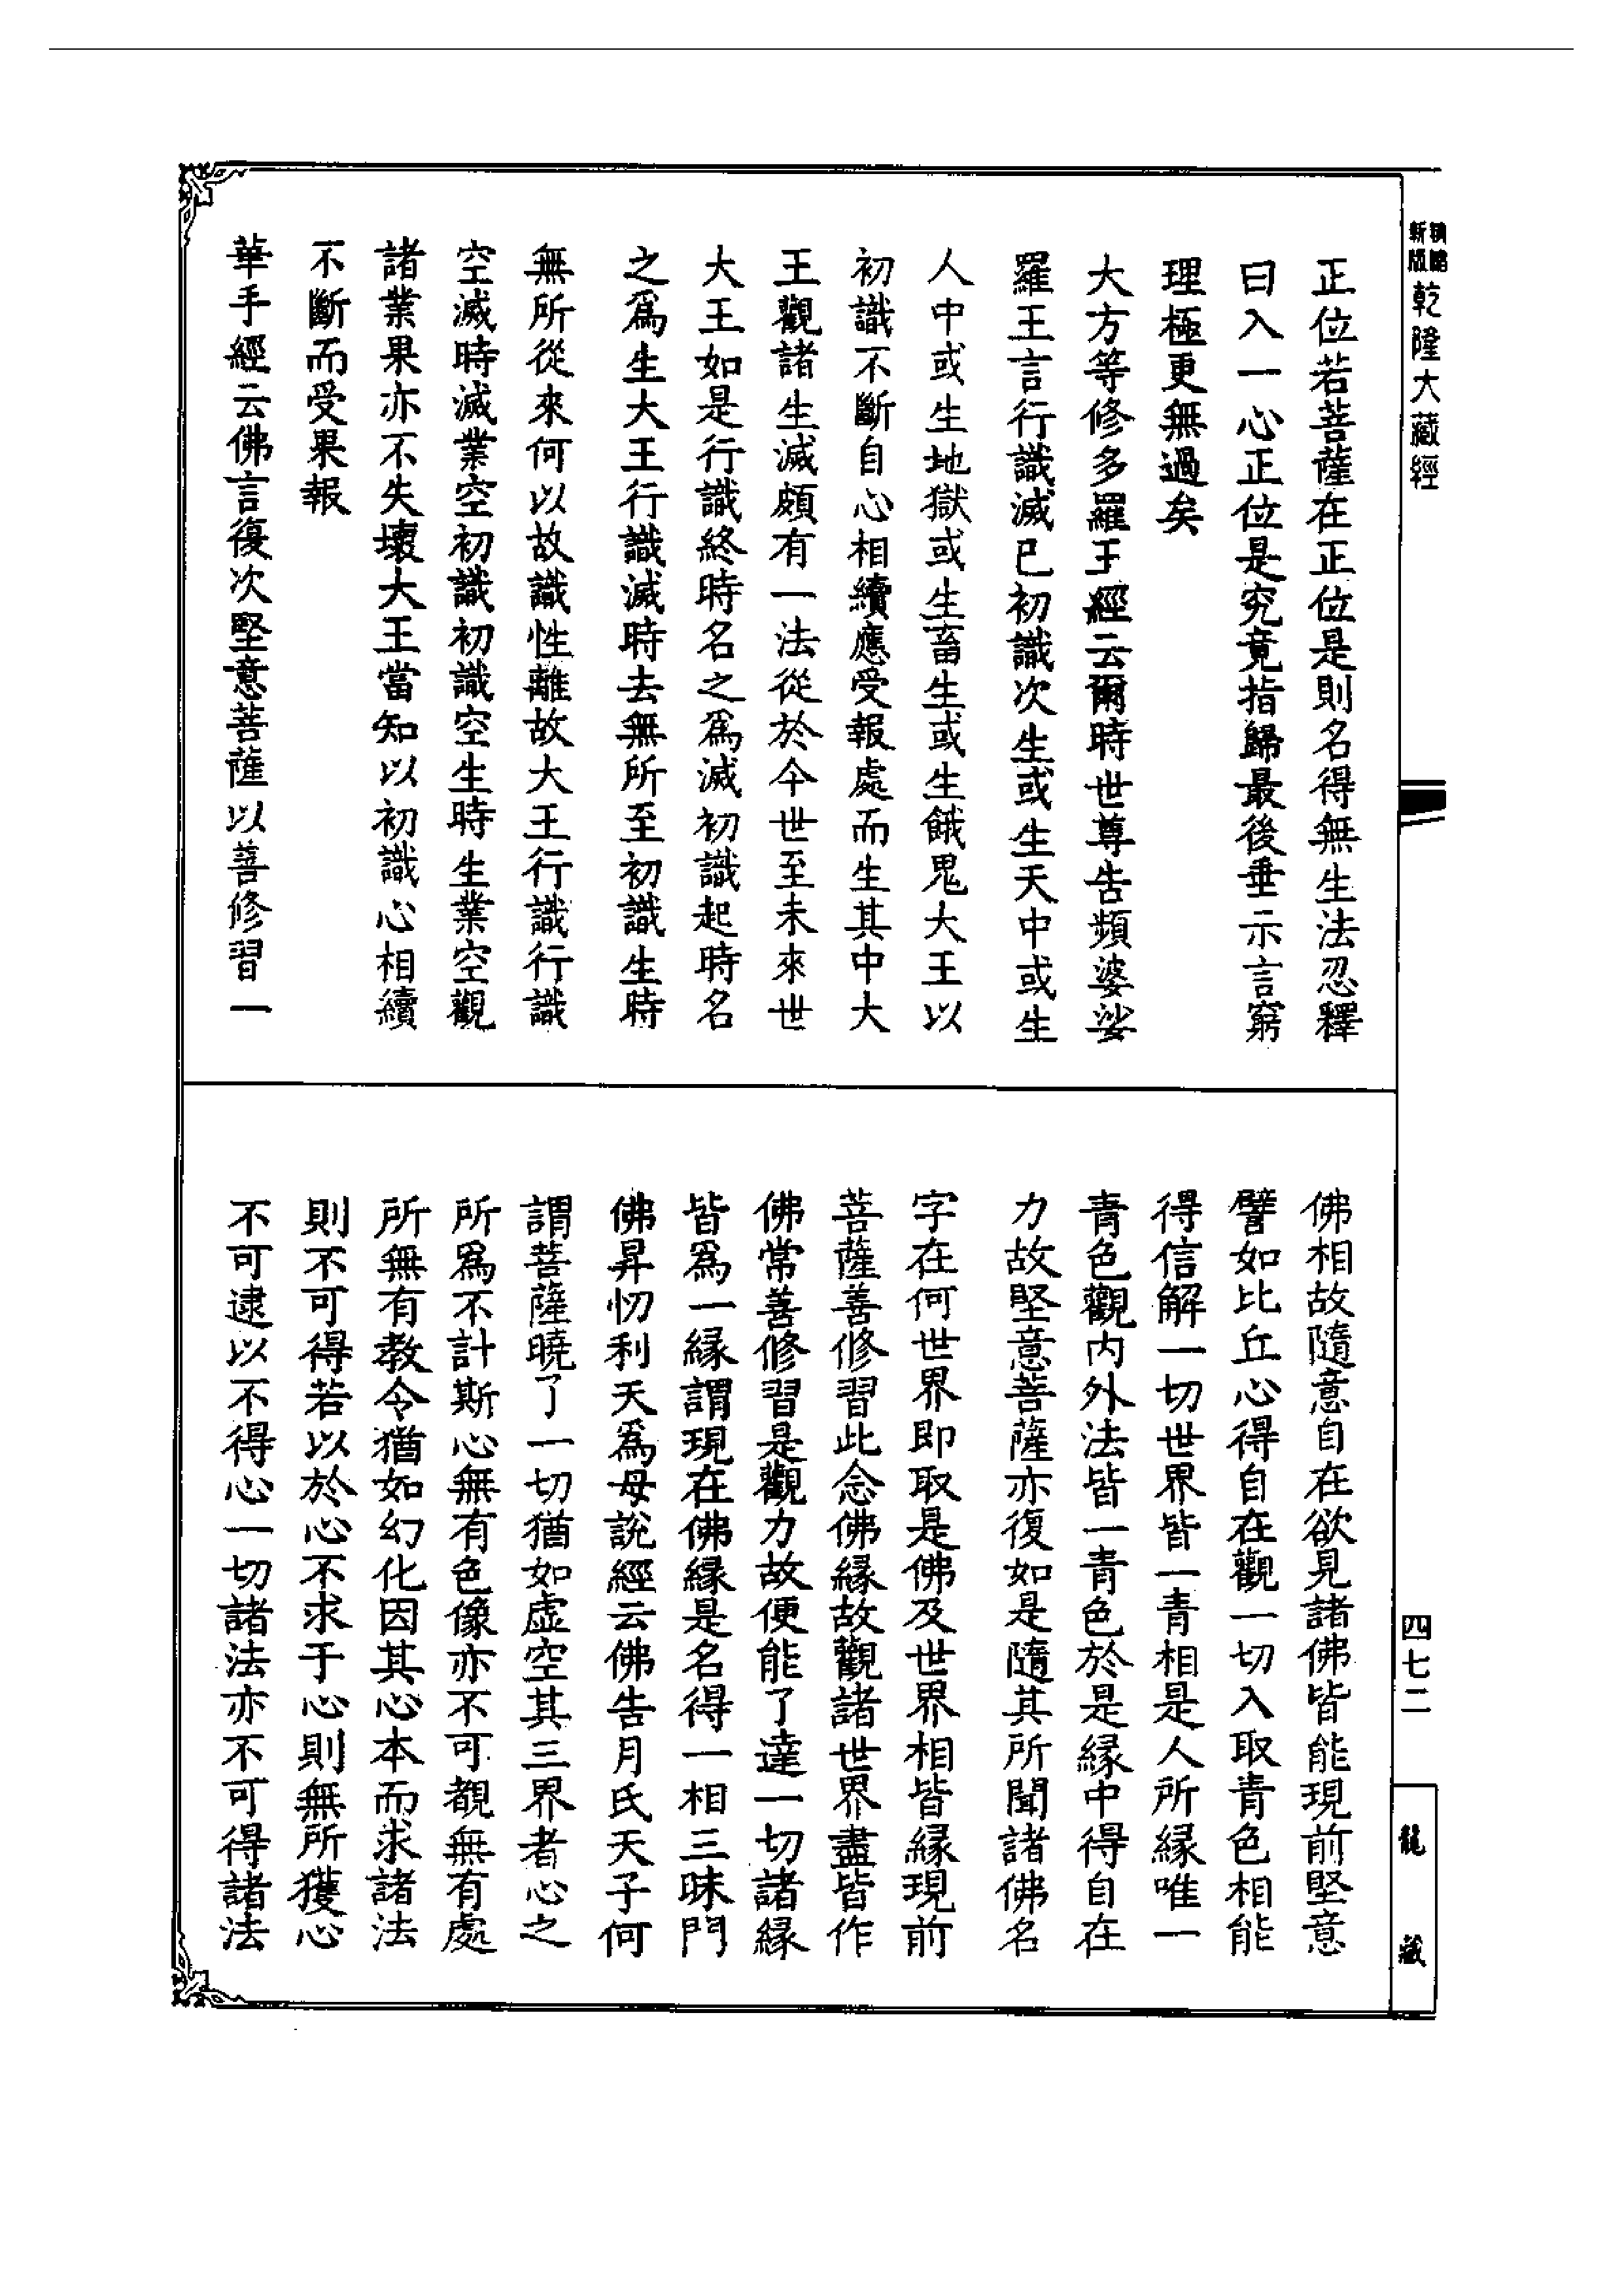 新版
乾隆大藏經
正位若菩薩在正位是則名得無生法忍釋
曰入一心正位是究竟指歸最後垂示言窮
理極更無過矣
大方等修多羅王經云爾時世尊告頻婆娑
羅王言行識滅已初識次生或生天中或生
人中或生地獄或生畜生或生餓鬼大王以
初識不斷自心相續應受報處而生其中大
王觀諸生滅頗有一法從於今世至未來世
大王如是行識終時名之爲滅初識起時名
之爲生大王行識滅時去無所至初識生時
無所從來何以故識性離故大王行識行識
空滅時滅業空初識初識空生時生業空觀
諸業果亦不失壞大王當知以初識心相續
不斷而受果報
華手經云佛言復次堅意菩薩以善修習一
佛相故隨意自在欲見諸佛皆能現前堅意
譬如比丘心得自在觀一切入取青色相能
得信解一切世界皆一青相是人所緣唯一
青色觀內外法皆一青色於是緣中得自在
力故堅意菩薩亦復如是隨其所聞諸佛名
字在何世界即取是佛及世界相皆緣現前
菩薩善修習此念佛緣故觀諸世界盡皆作
佛常善修習是觀力故便能了達一切諸緣
皆爲一緣謂現在佛緣是名得一相三昧門
佛昇忉利天爲母說經云佛告月氏天子何
謂菩薩曉了一切猶如虛空其三界者心之
所爲不計斯心無有色像亦不可覩無有處
所無有教令猶如幻化因其心本而求諸法
則不可得若以於心不求于心則無所獲心
不可逮以不得心一切諸法亦不可得諸法
四七二
龍藏